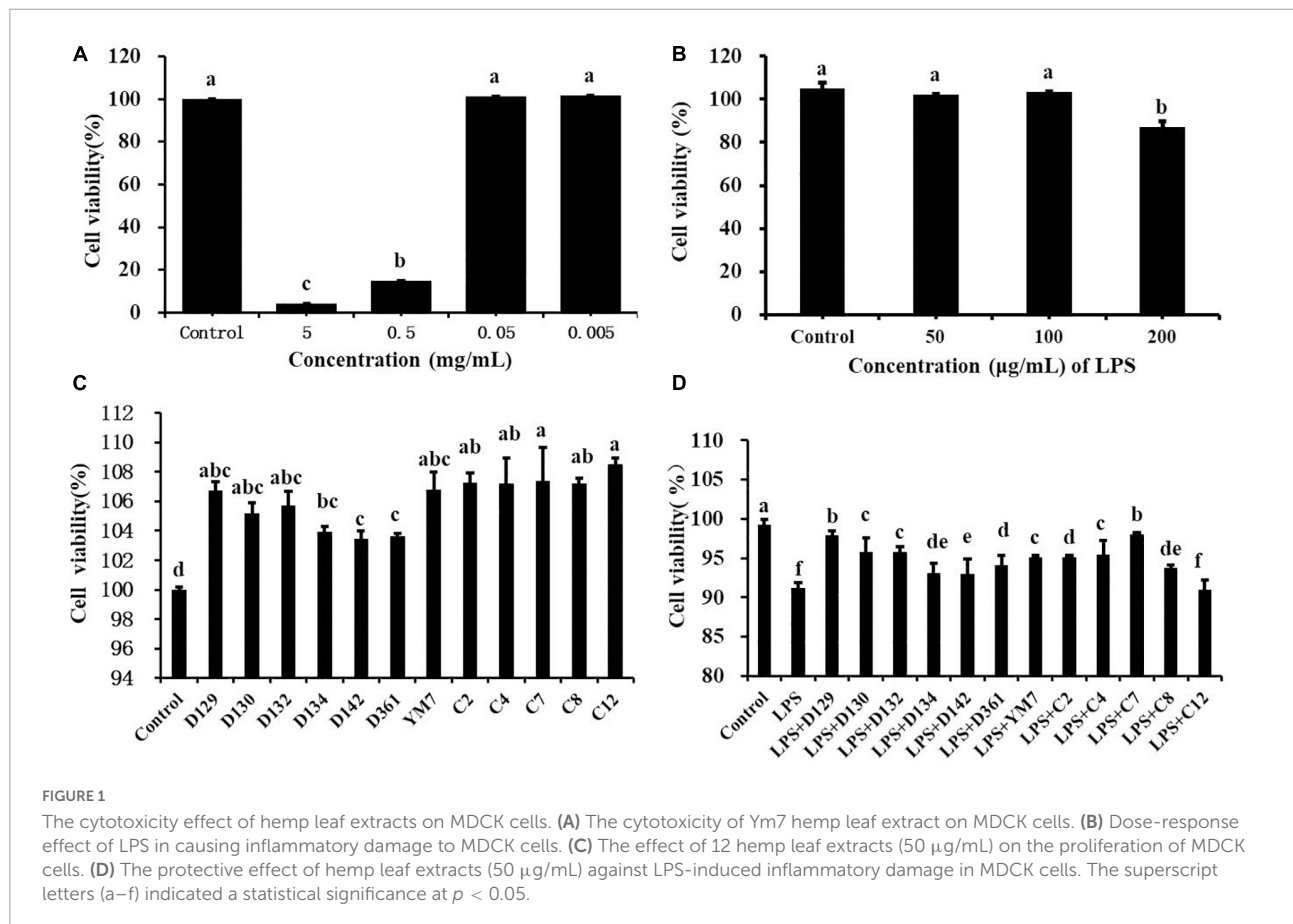 A
120
100
80
60
40
20
0
Cell viability(%)
a
c
b
a
a
Control 5 0.5 0.05 0.005
Concentration (mg/mL)
B
120
100
80
60
40
20
0
Cell viability (%)
a
a
a
b
Control 50 100 200
Concentration (µg/mL) of LPS
C
112
110
108
106
104
102
100
98
96
94
Cell viability(%)
d
abc
abc
abc
bc
c
c
abc
ab
ab
a
ab
a
Control D129 D130 D132 D134 D142 D361 YM7 C2 C4 C7 C8 C12
D
110
105
100
95
90
85
80
Cell viability( %)
a
f
b
c
c
de
e
d
c
d
c
b
de
f
Control LPS LPS+D129 LPS+D130 LPS+D132 LPS+D134 LPS+D142 LPS+D361 LPS+YM7 LPS+C2 LPS+C4 LPS+C7 LPS+C8 LPS+C12
FIGURE 1
The cytotoxicity effect of hemp leaf extracts on MDCK cells. (A) The cytotoxicity of Ym7 hemp leaf extract on MDCK cells. (B) Dose-response
effect of LPS in causing inflammatory damage to MDCK cells. (C) The effect of 12 hemp leaf extracts (50 µg/mL) on the proliferation of MDCK
cells. (D) The protective effect of hemp leaf extracts (50 µg/mL) against LPS-induced inflammatory damage in MDCK cells. The superscript
letters (a–f) indicated a statistical significance at p < 0.05.